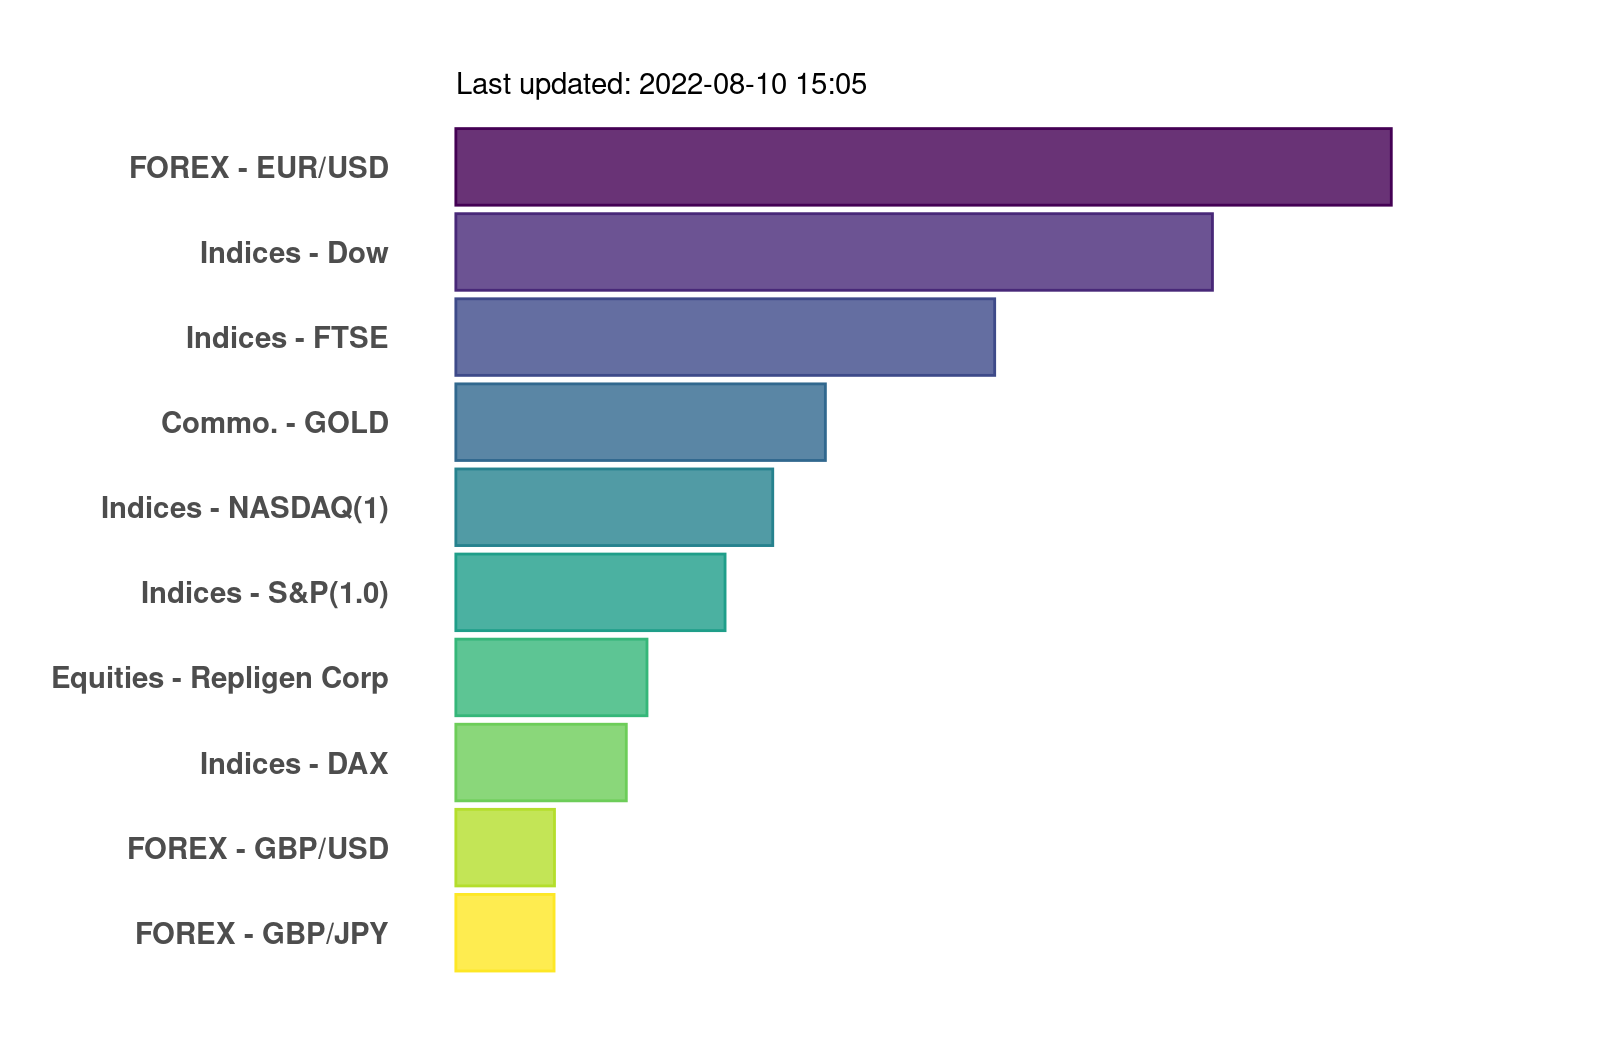 Last updated: 2022-08-10 15:05
FOREX - EUR/USD
Indices - Dow
Indices - FTSE
Commo. - GOLD
Indices - NASDAQ(1)
Indices - S&P(1.0)
Equities - Repligen Corp
Indices - DAX
FOREX - GBP/USD
FOREX - GBP/JPY